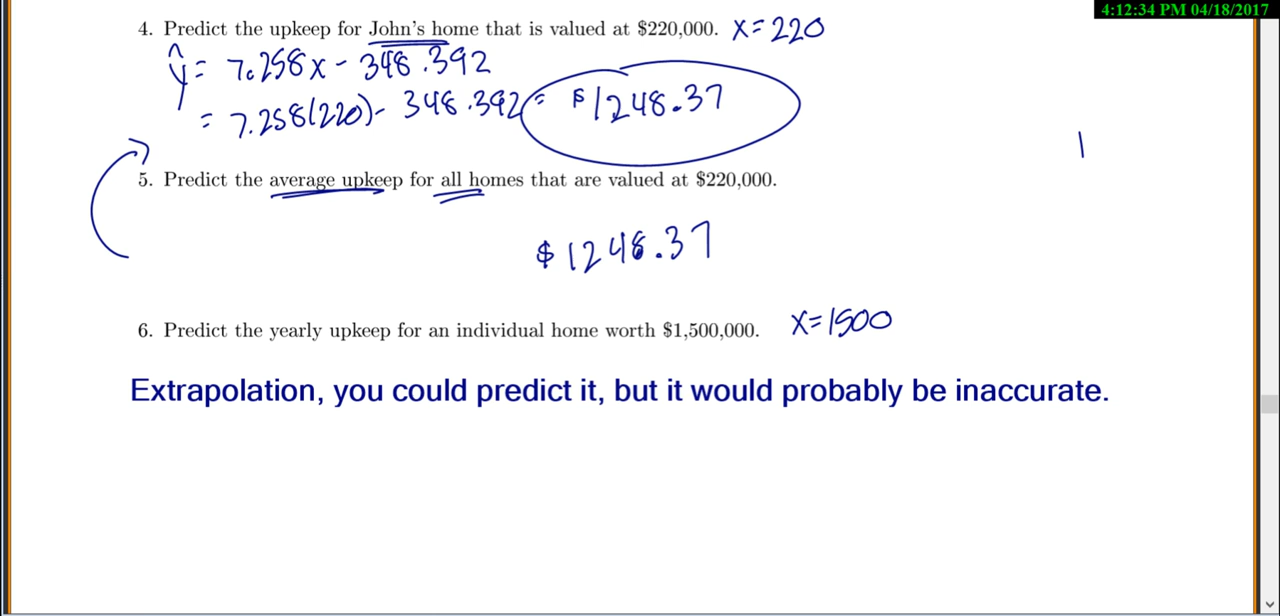 4:12:34 PM 04/18/2017
4. Predict the upkeep for John's home that is valued at $220,000. x=220
ŷ = 7.258x - 348.392
= 7.258(220) - 348.392 = $1248.37
5. Predict the average upkeep for all homes that are valued at $220,000.
$1248.37
6. Predict the yearly upkeep for an individual home worth $1,500,000. x=1500
Extrapolation, you could predict it, but it would probably be inaccurate.